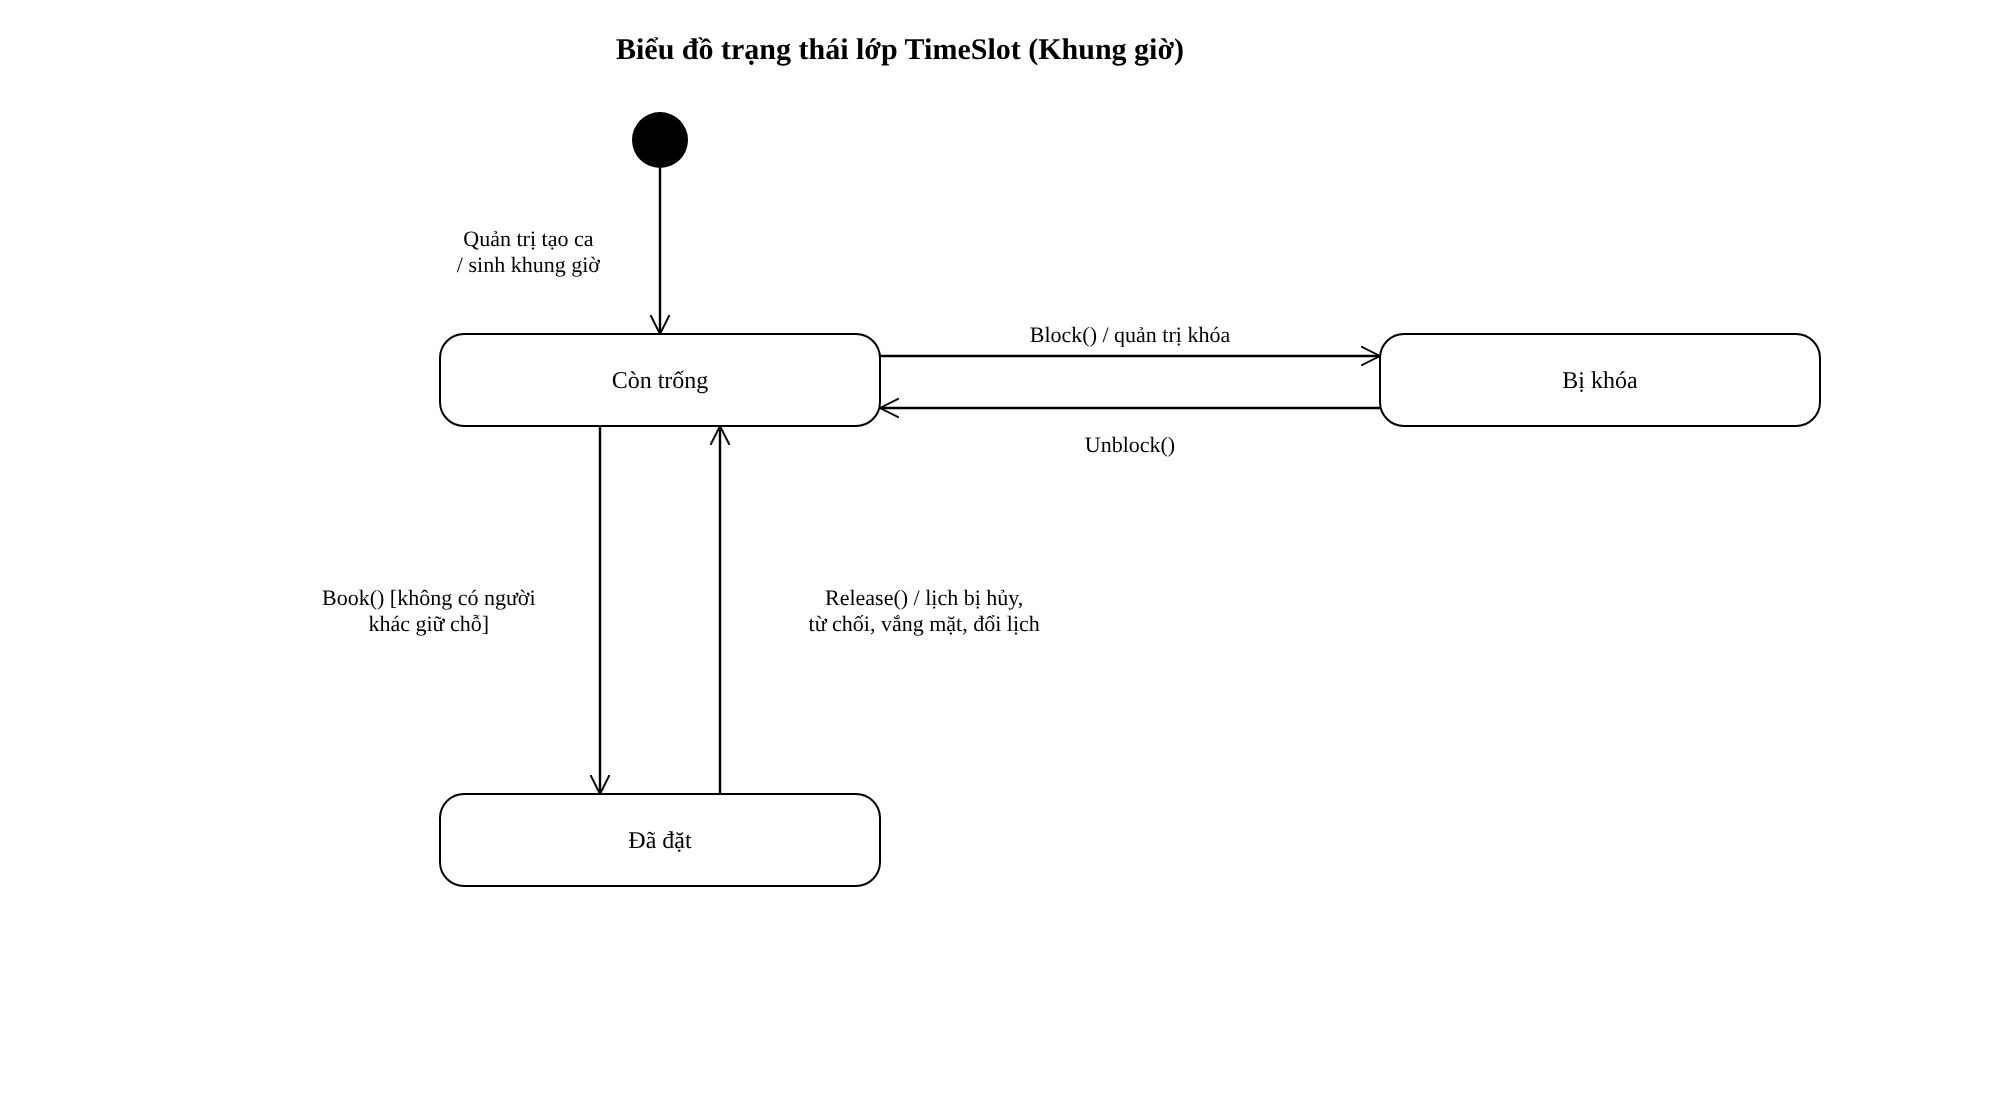 Biểu đồ trạng thái lớp TimeSlot (Khung giờ)
Quản trị tạo ca
/ sinh khung giờ
Block() / quản trị khóa
Còn trống
Bị khóa
Unblock()
Book() [không có người
khác giữ chỗ]
Release() / lịch bị hủy,
từ chối, vắng mặt, đổi lịch
Đã đặt